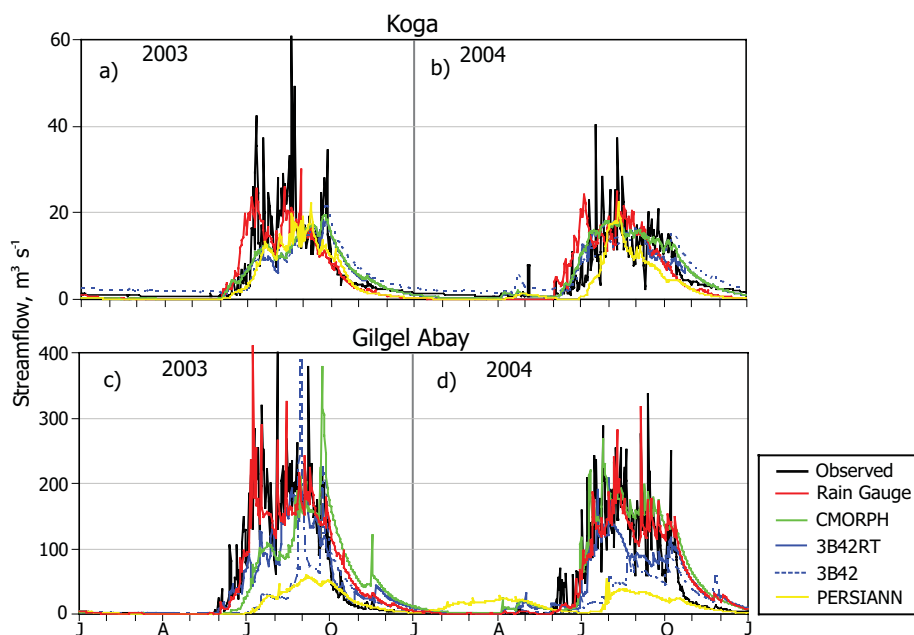 Koga
60
40
20
0
a)
2003
b)
2004
Streamflow, m³ s⁻¹
Gilgel Abay
400
300
200
100
0
c)
2003
d)
2004
J A J O J A J O J
Observed
Rain Gauge
CMORPH
3B42RT
3B42
PERSIANN